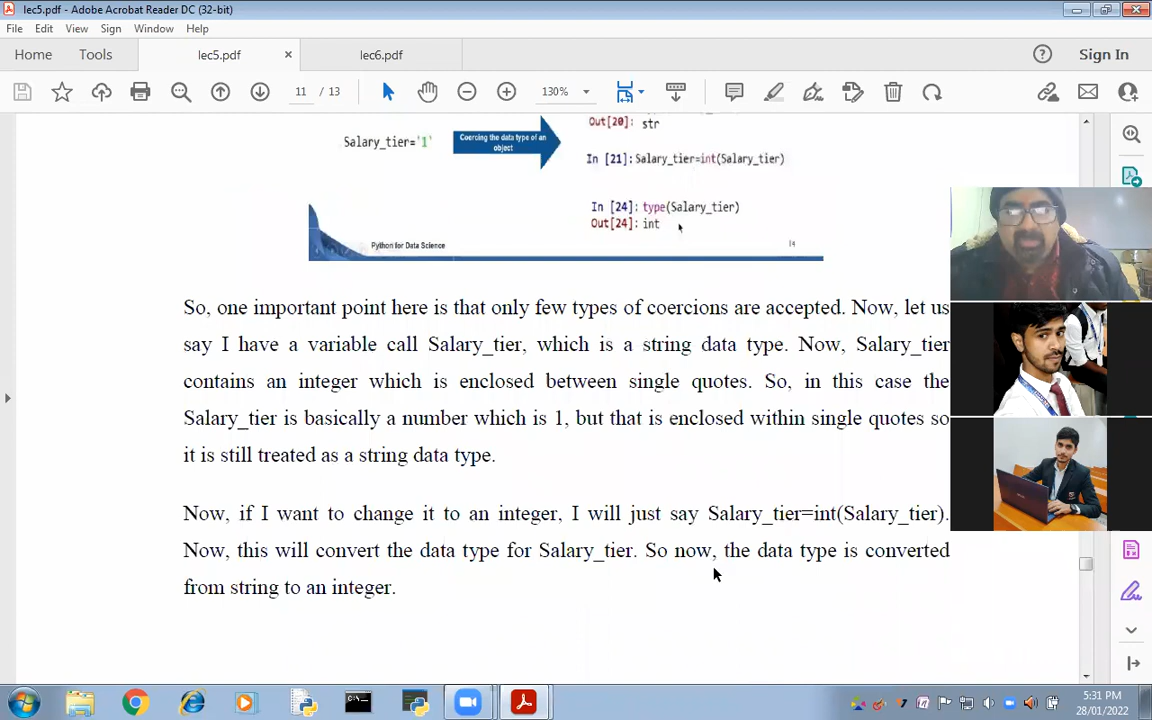 lec5.pdf - Adobe Acrobat Reader DC (32-bit)
File Edit View Sign Window Help
Home Tools lec5.pdf × lec6.pdf ? Sign In
11 / 13 130%
Out[20]: str
Salary_tier='1'
Coercing the data type of an
object
In [21]: Salary_tier=int(Salary_tier)
In [24]: type(Salary_tier)
Out[24]: int
Python for Data Science 14
So, one important point here is that only few types of coercions are accepted. Now, let us
say I have a variable call Salary_tier, which is a string data type. Now, Salary_tier
contains an integer which is enclosed between single quotes. So, in this case the
Salary_tier is basically a number which is 1, but that is enclosed within single quotes so
it is still treated as a string data type.
Now, if I want to change it to an integer, I will just say Salary_tier=int(Salary_tier).
Now, this will convert the data type for Salary_tier. So now, the data type is converted
from string to an integer.
5:31 PM
28/01/2022